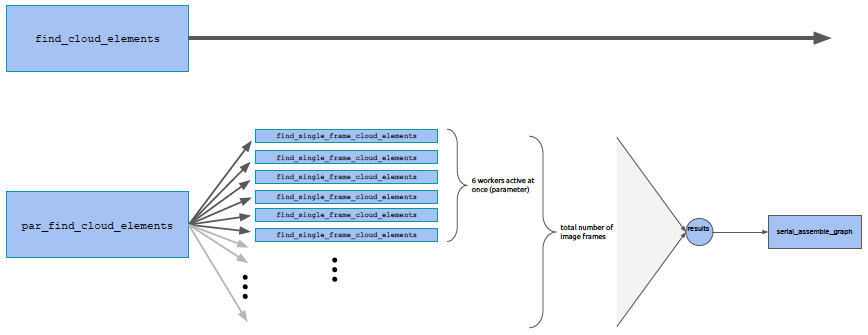 find_cloud_elements
find_single_frame_cloud_elements
find_single_frame_cloud_elements
find_single_frame_cloud_elements
find_single_frame_cloud_elements
find_single_frame_cloud_elements
find_single_frame_cloud_elements
6 workers active at
once (parameter)
par_find_cloud_elements
total number of
image frames
results
serial_assemble_graph